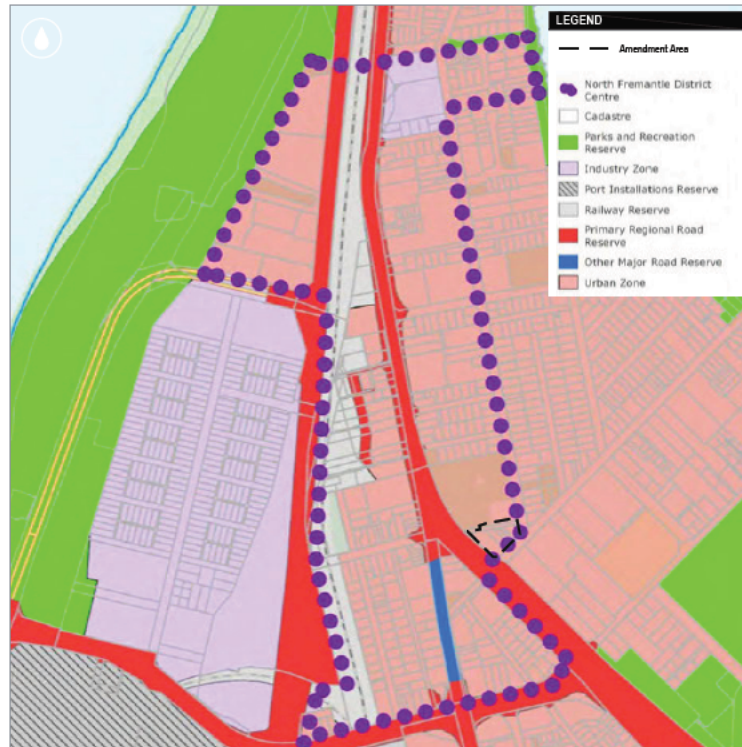 LEGEND
Amendment Area
North Fremantle District
Centre
Cadastre
Parks and Recreation
Reserve
Industry Zone
Port Installations Reserve
Railway Reserve
Primary Regional Road
Reserve
Other Major Road Reserve
Urban Zone